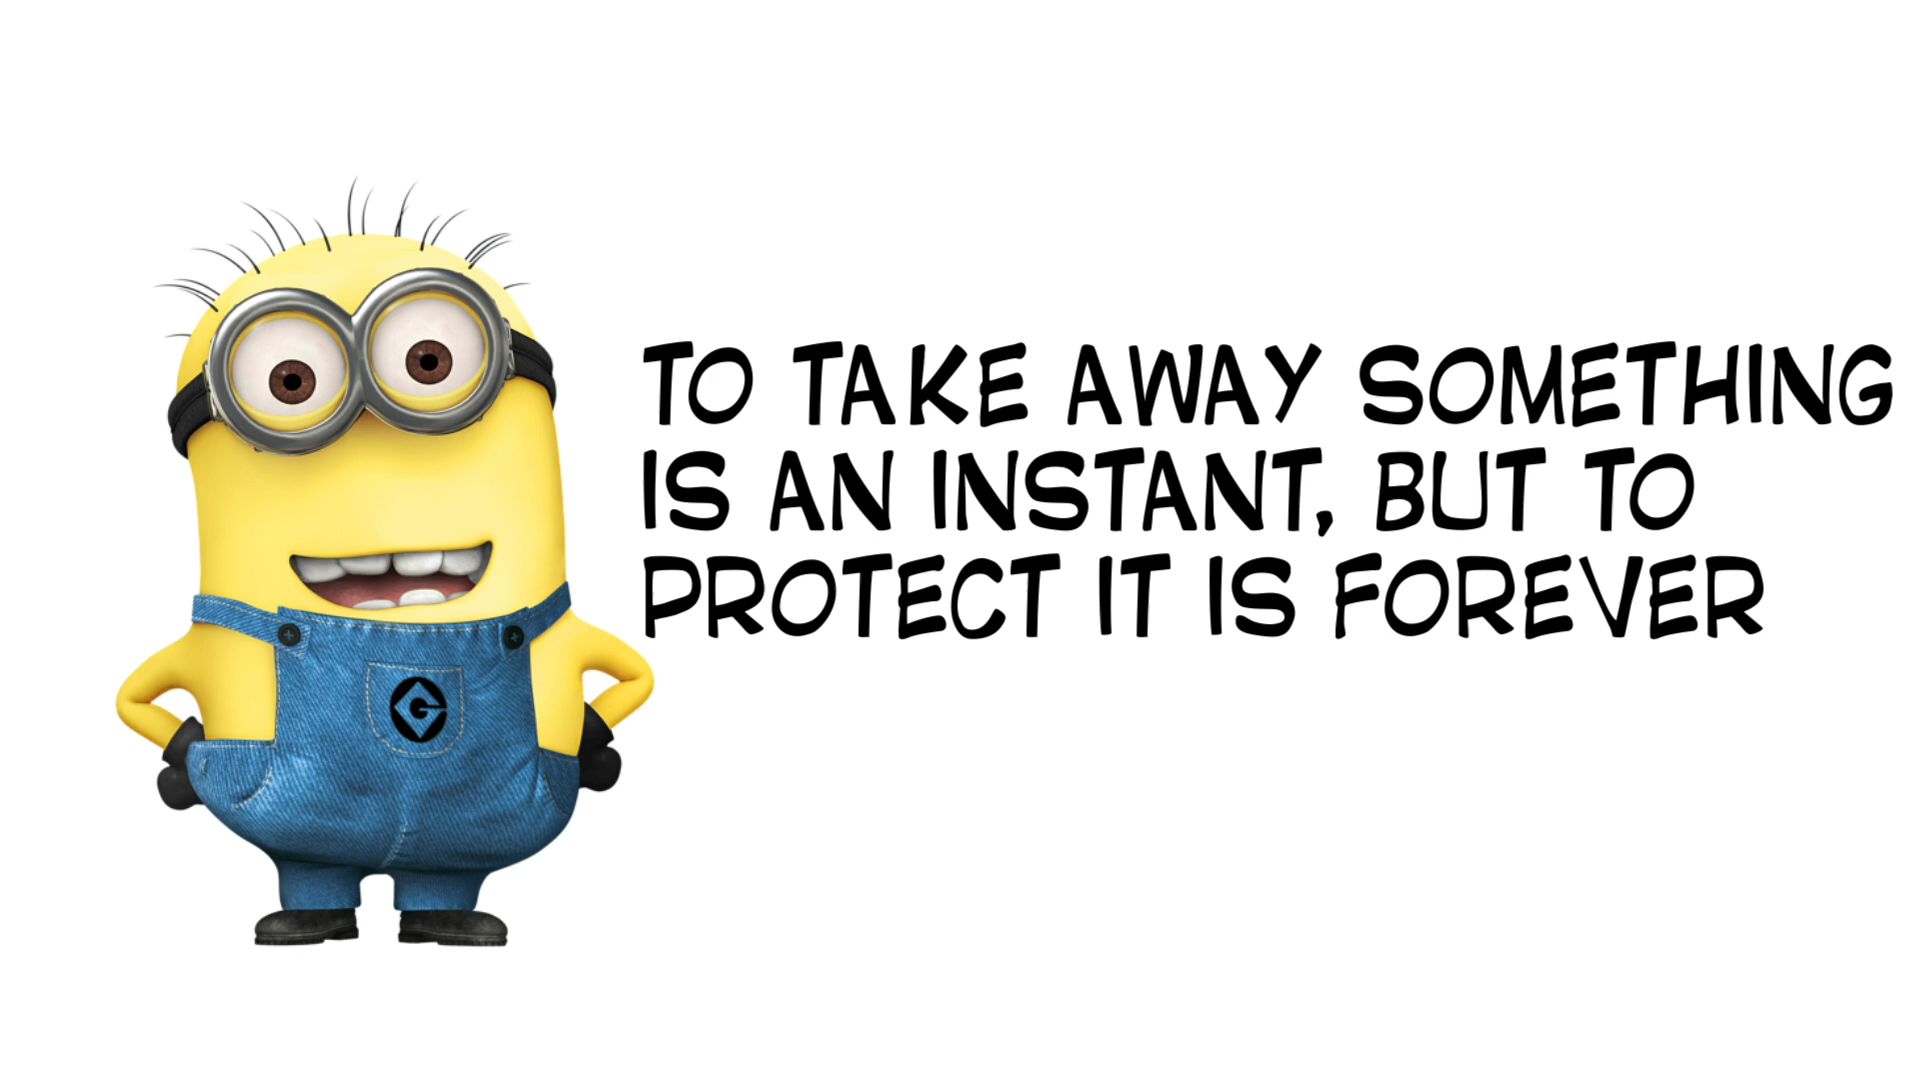 TO TAKE AWAY SOMETHING
IS AN INSTANT, BUT TO
PROTECT IT IS FOREVER